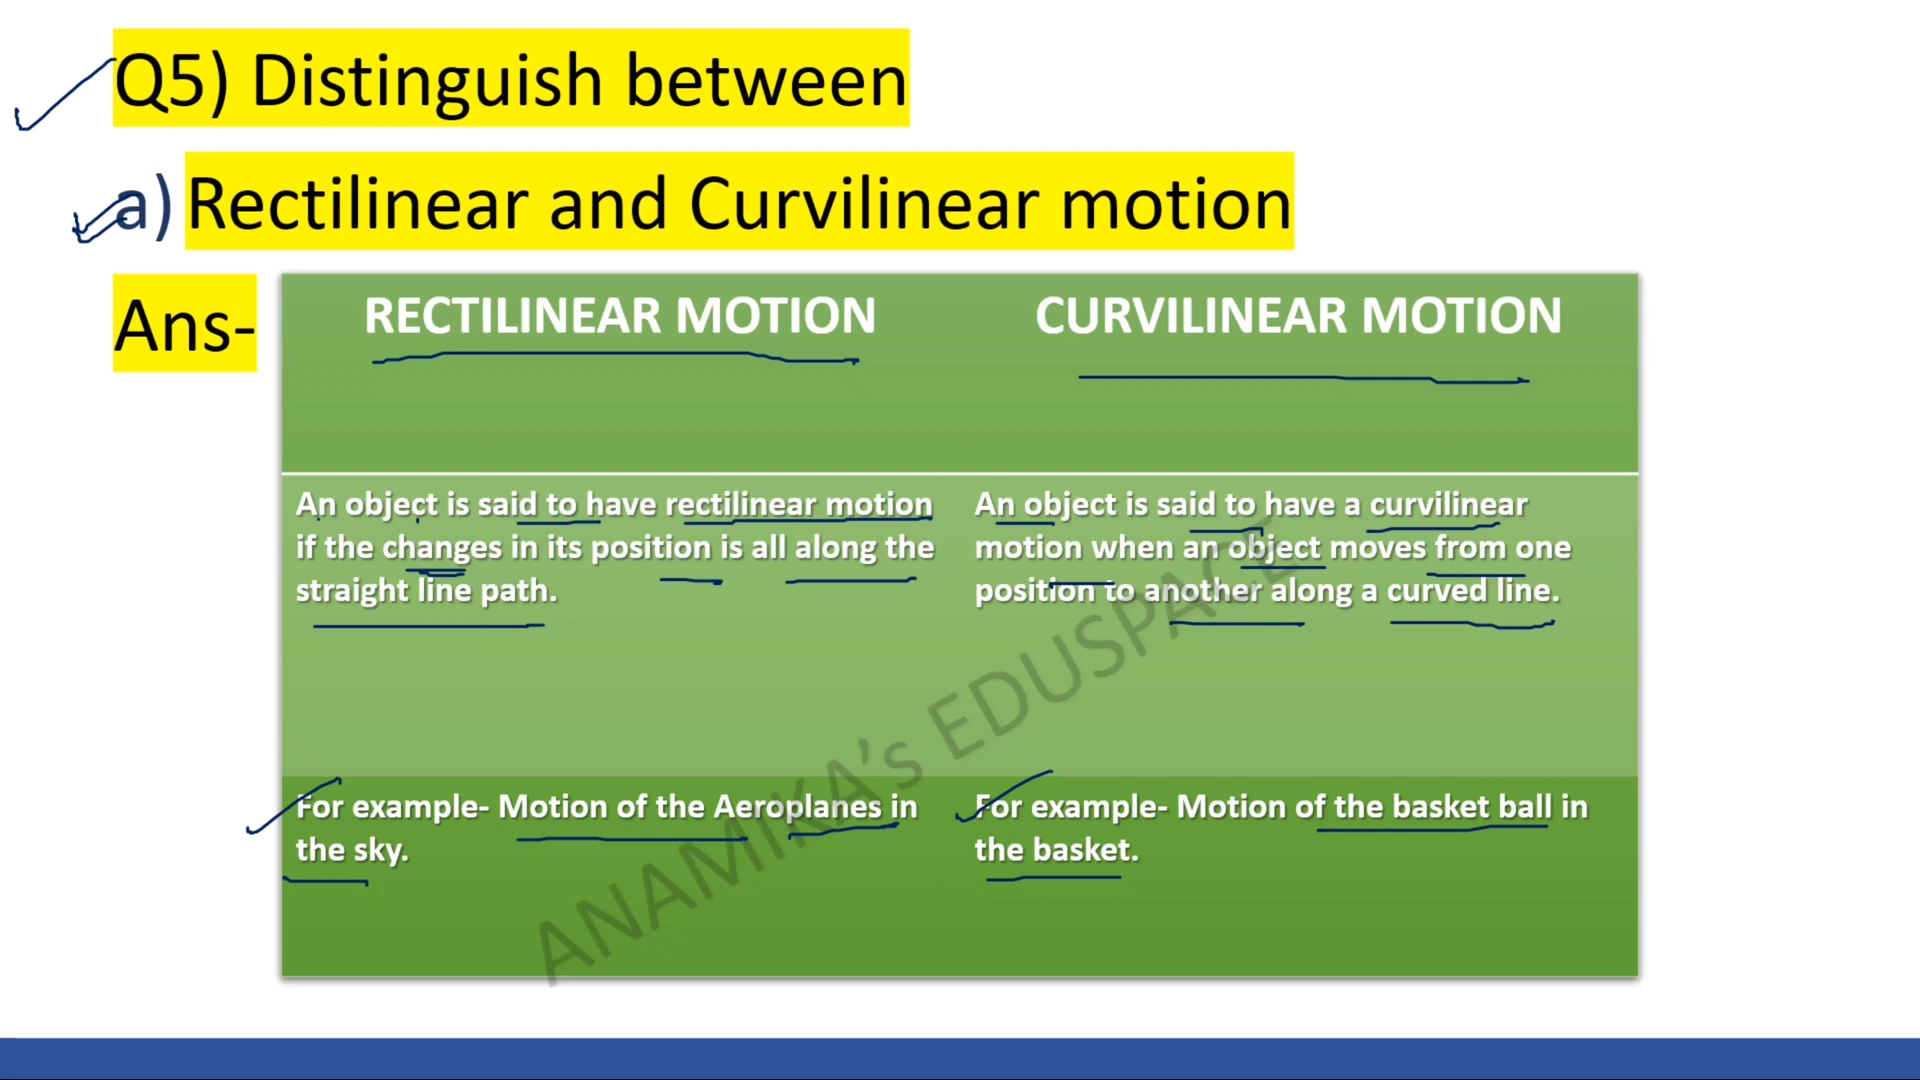 Q5) Distinguish between
a) Rectilinear and Curvilinear motion
Ans-
RECTILINEAR MOTION
CURVILINEAR MOTION
An object is said to have rectilinear motion
if the changes in its position is all along the
straight line path.
An object is said to have a curvilinear
motion when an object moves from one
position to another along a curved line.
For example- Motion of the Aeroplanes in
the sky.
For example- Motion of the basket ball in
the basket.
ANAMIKA's EDUSPACE